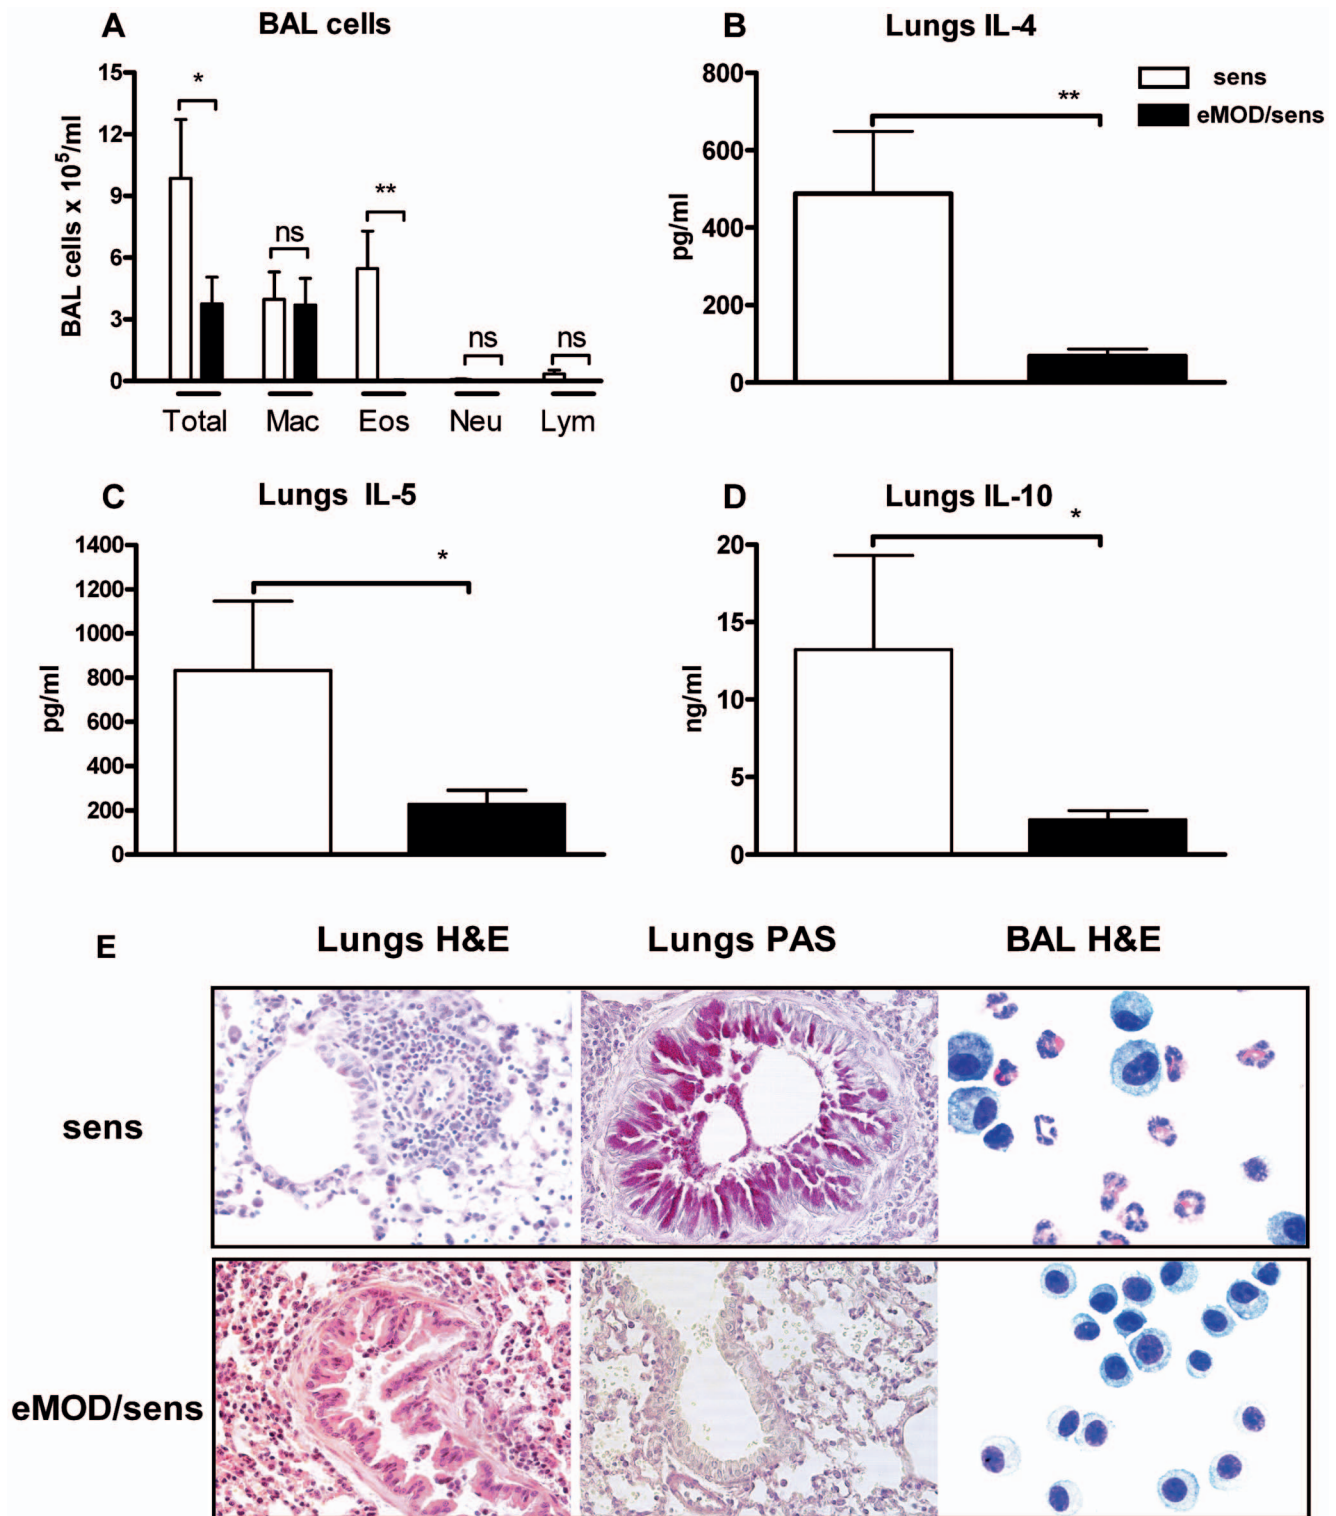 A
BAL cells
BAL cells x 10⁵/ml
15
12
9
6
3
0
*
ns
**
ns
ns
Total
Mac
Eos
Neu
Lym
B
Lungs IL-4
pg/ml
800
600
400
200
0
**
sens
eMOD/sens
C
Lungs IL-5
pg/ml
1400
1200
1000
800
600
400
200
0
*
D
Lungs IL-10
ng/ml
20
15
10
5
0
*
E
Lungs H&E
Lungs PAS
BAL H&E
sens
eMOD/sens